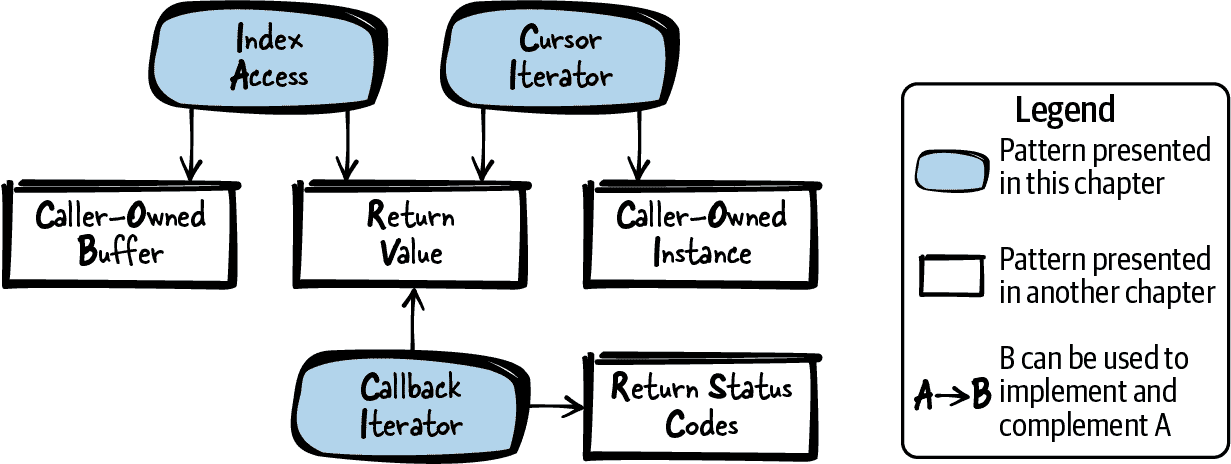 Index
Access
Cursor
Iterator
Caller-Owned
Buffer
Return
Value
Caller-Owned
Instance
Callback
Iterator
Return Status
Codes
Legend
Pattern presented
in this chapter
Pattern presented
in another chapter
A→B
B can be used to
implement and
complement A